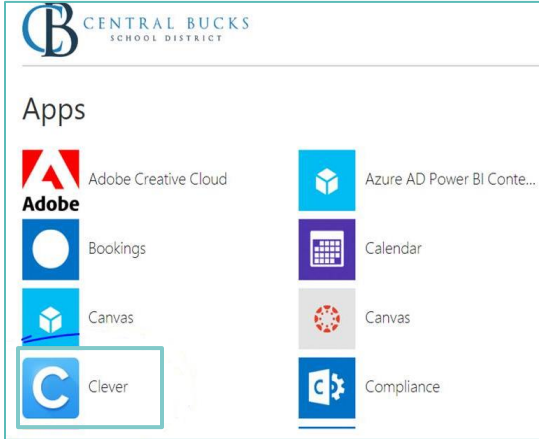 CB CENTRAL BUCKS
SCHOOL DISTRICT
Apps
Adobe
Adobe Creative Cloud
Azure AD Power BI Conte...
Bookings
Calendar
Canvas
Canvas
C
Clever
C
Compliance